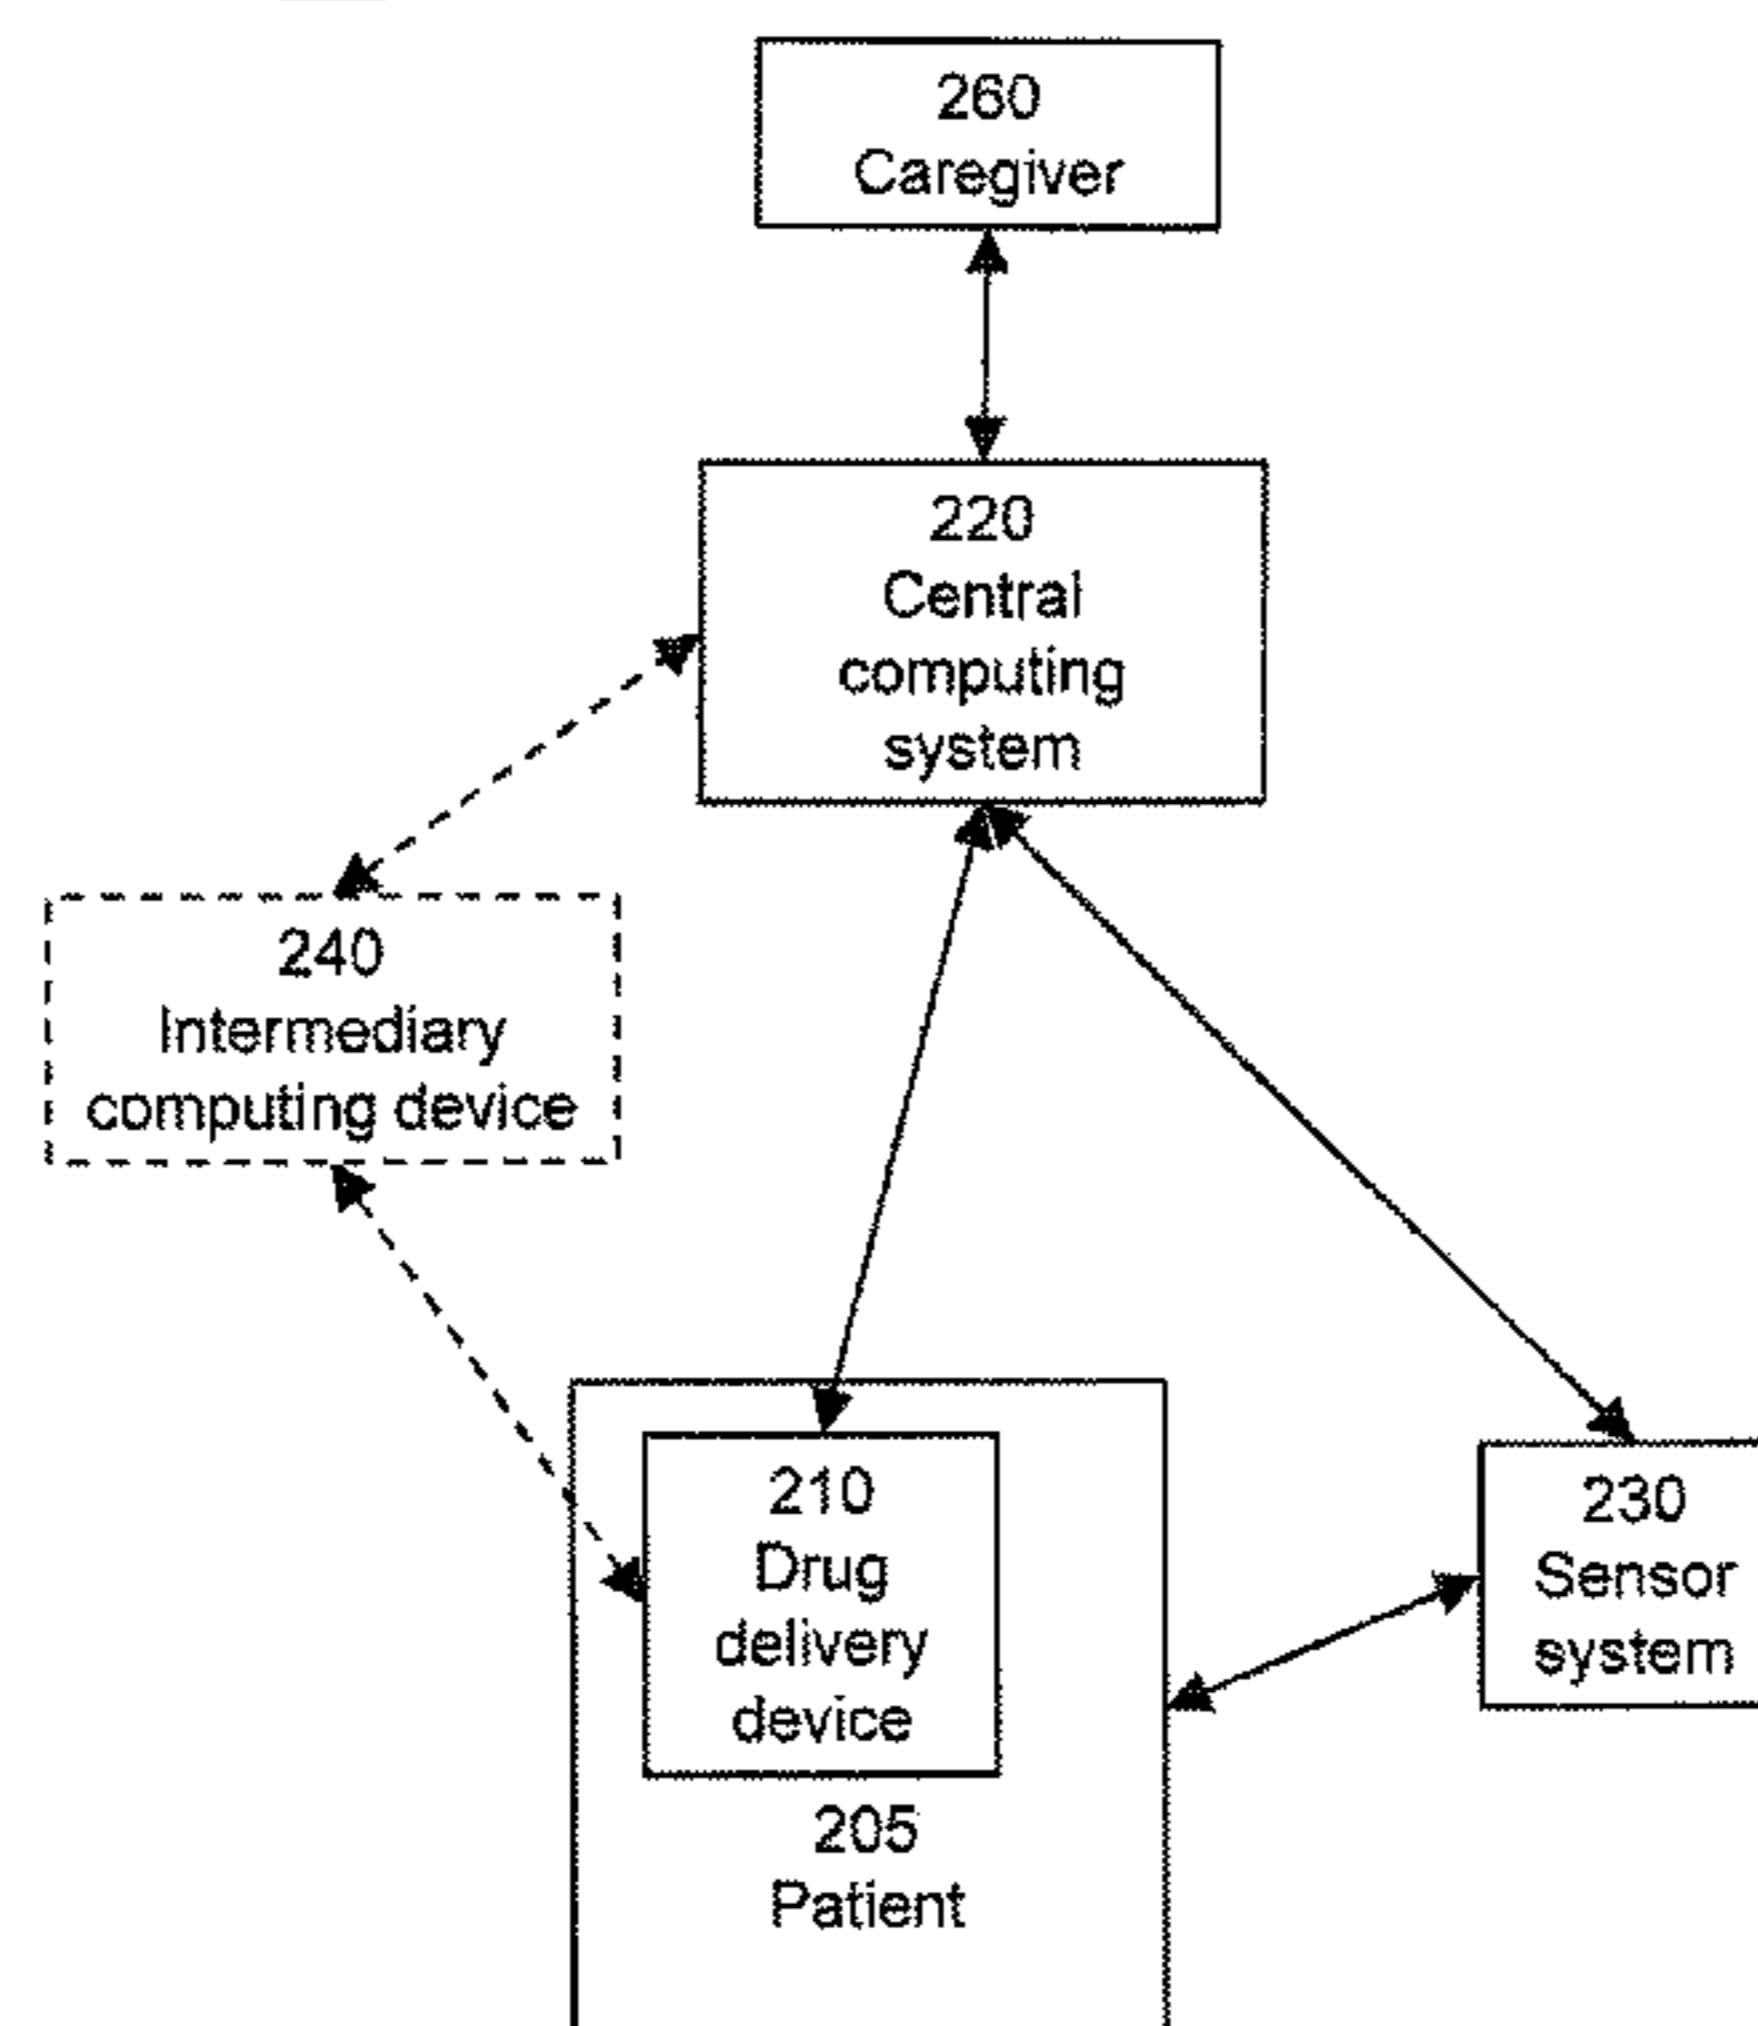 260
Caregiver
220
Central
computing
system
240
Intermediary
computing device
210
Drug
delivery
device
230
Sensor
system
205
Patient